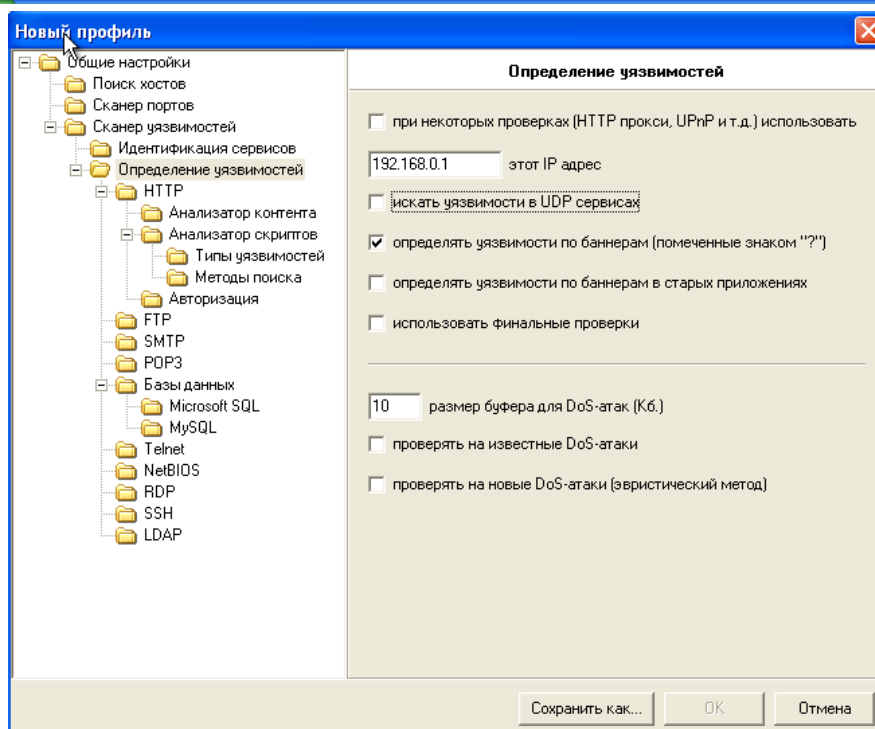 Новый профиль
Общие настройки
Поиск хостов
Сканер портов
Сканер уязвимостей
Идентификация сервисов
Определение уязвимостей
HTTP
Анализатор контента
Анализатор скриптов
Типы уязвимостей
Методы поиска
Авторизация
FTP
SMTP
POP3
Базы данных
Microsoft SQL
MySQL
Telnet
NetBIOS
RDP
SSH
LDAP
Определение уязвимостей
при некоторых проверках (HTTP прокси, UPnP и т.д.) использовать
192.168.0.1 этот IP адрес
искать уязвимости в UDP сервисах
определять уязвимости по баннерам (помеченные знаком "?")
определять уязвимости по баннерам в старых приложениях
использовать финальные проверки
10 размер буфера для DoS-атак (Кб.)
проверять на известные DoS-атаки
проверять на новые DoS-атаки (эвристический метод)
Сохранить как... OK Отмена